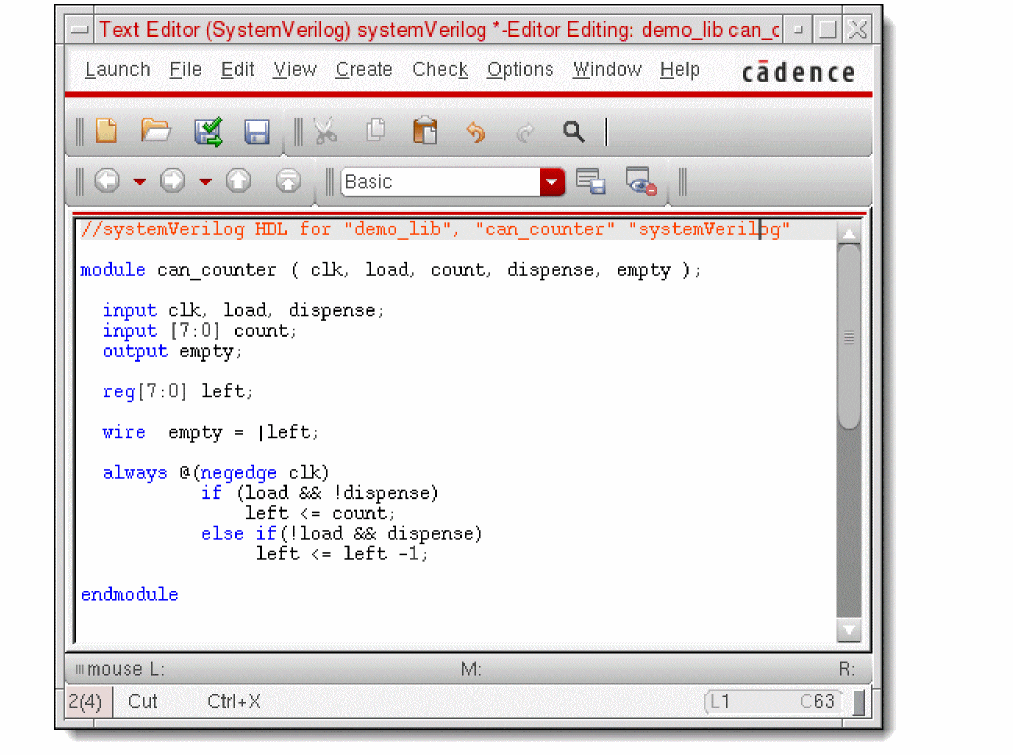 Text Editor (SystemVerilog) systemVerilog *-Editor Editing: demo_lib can_c
Launch File Edit View Create Check Options Window Help cādence
Basic
//systemVerilog HDL for "demo_lib", "can_counter" "systemVerilog"
module can_counter ( clk, load, count, dispense, empty );
input clk, load, dispense;
input [7:0] count;
output empty;
reg[7:0] left;
wire  empty = |left;
always @(negedge clk)
if (load && !dispense)
left <= count;
else if(!load && dispense)
left <= left -1;
endmodule
mouse L: M: R:
2(4) Cut Ctrl+X L1 C63